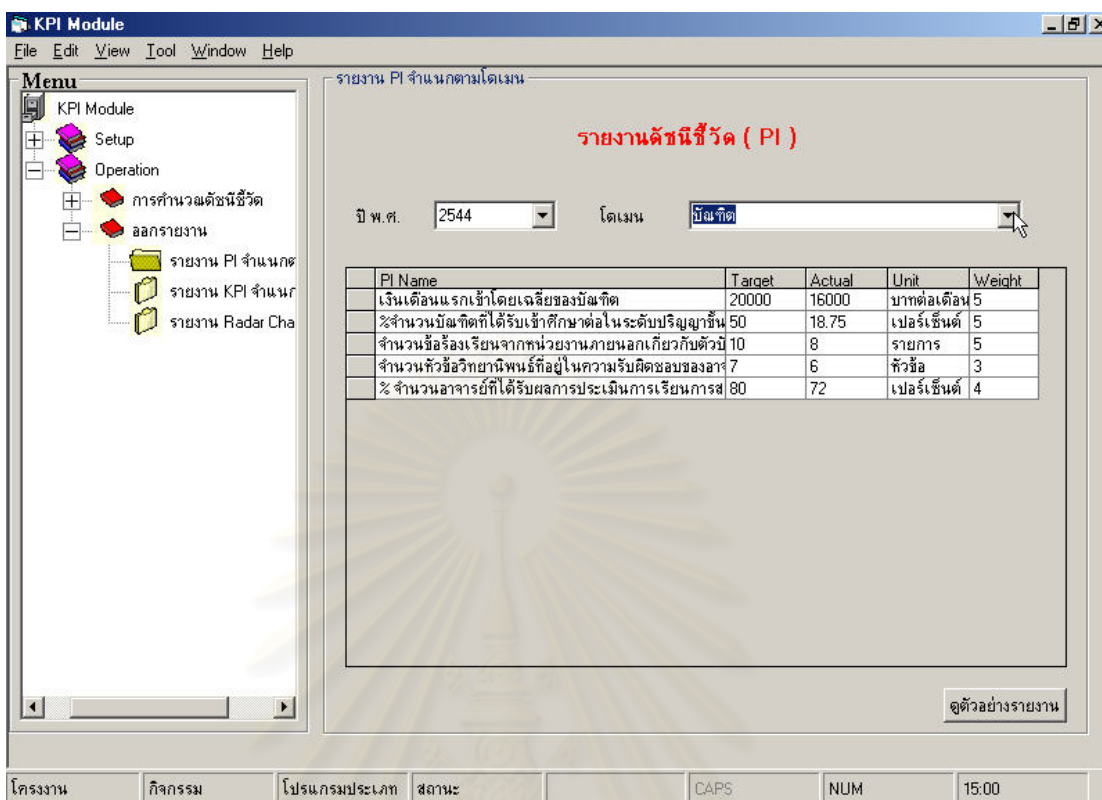 KPI Module
File Edit View Tool Window Help
Menu
KPI Module
Setup
Operation
การคำนวณดัชนีชี้วัด
ออกรายงาน
รายงาน PI จำแนกต
รายงาน KPI จำแนก
รายงาน Radar Cha
รายงาน PI จำแนกตามโดเมน
รายงานดัชนีชี้วัด ( PI )
ปี พ.ศ. 2544 โดเมน บัณฑิต
PI Name Target Actual Unit Weight
เงินเดือนแรกเข้าโดยเฉลี่ยของบัณฑิต 20000 16000 บาทต่อเดือน 5
%จำนวนบัณฑิตที่ได้รับเข้าศึกษาต่อในระดับปริญญาขั้น 50 18.75 เปอร์เซ็นต์ 5
จำนวนข้อร้องเรียนจากหน่วยงานภายนอกเกี่ยวกับตัวบั 10 8 รายการ 5
จำนวนหัวข้อวิทยานิพนธ์ที่อยู่ในความรับผิดชอบของอาจ 7 6 หัวข้อ 3
% จำนวนอาจารย์ที่ได้รับผลการประเมินการเรียนการส 80 72 เปอร์เซ็นต์ 4
ดูตัวอย่างรายงาน
โครงงาน กิจกรรม โปรแกรมประเภท สถานะ CAPS NUM 15:00